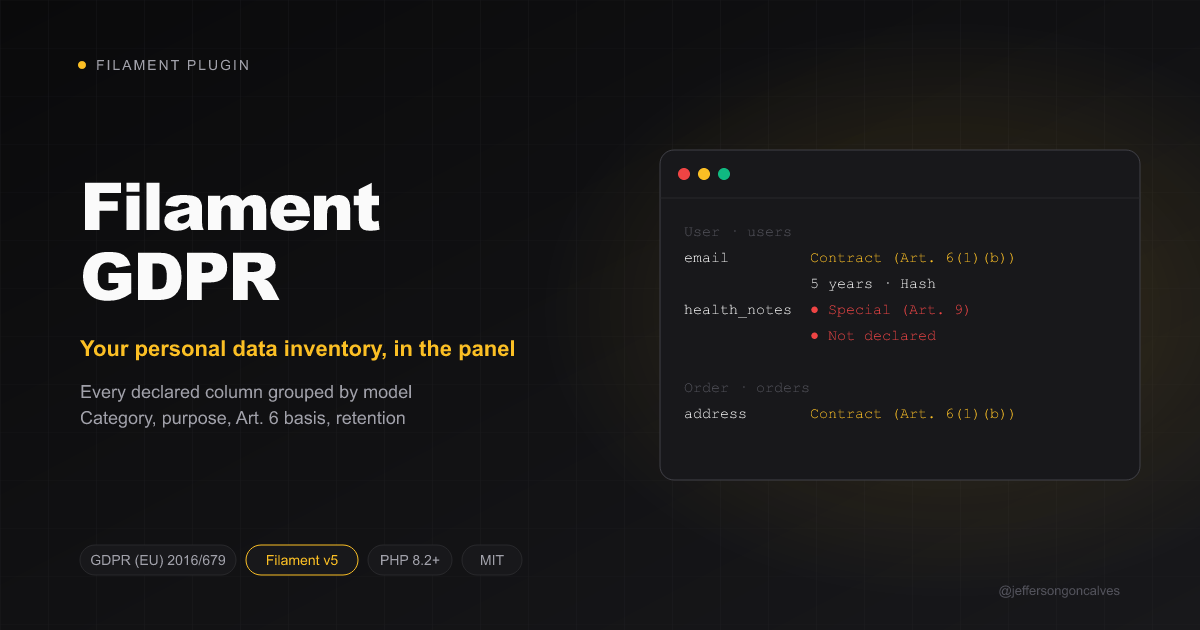 FILAMENT PLUGIN
Filament
GDPR
Your personal data inventory, in the panel
Every declared column grouped by model
Category, purpose, Art. 6 basis, retention
User · users
email Contract (Art. 6(1)(b))
5 years · Hash
health_notes ● Special (Art. 9)
● Not declared
Order · orders
address Contract (Art. 6(1)(b))
GDPR (EU) 2016/679 Filament v5 PHP 8.2+ MIT
@jeffersongoncalves